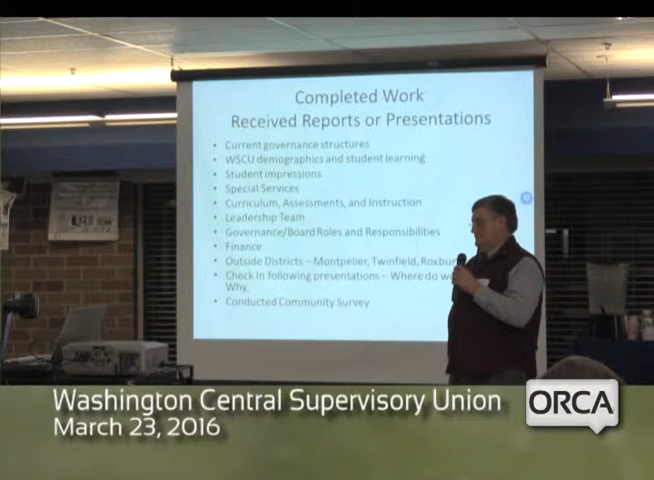 Completed Work
Received Reports or Presentations
• Current governance structures
• WSCU demographics and student learning
• Student impressions
• Special Services
• Curriculum, Assessments, and Instruction
• Leadership Team
• Governance/Board Roles and Responsibilities
• Finance
• Outside Districts – Montpelier, Twinfield, Roxbur
• Check In following presentations – Where do w
Why.
• Conducted Community Survey
Washington Central Supervisory Union
March 23, 2016
ORCA